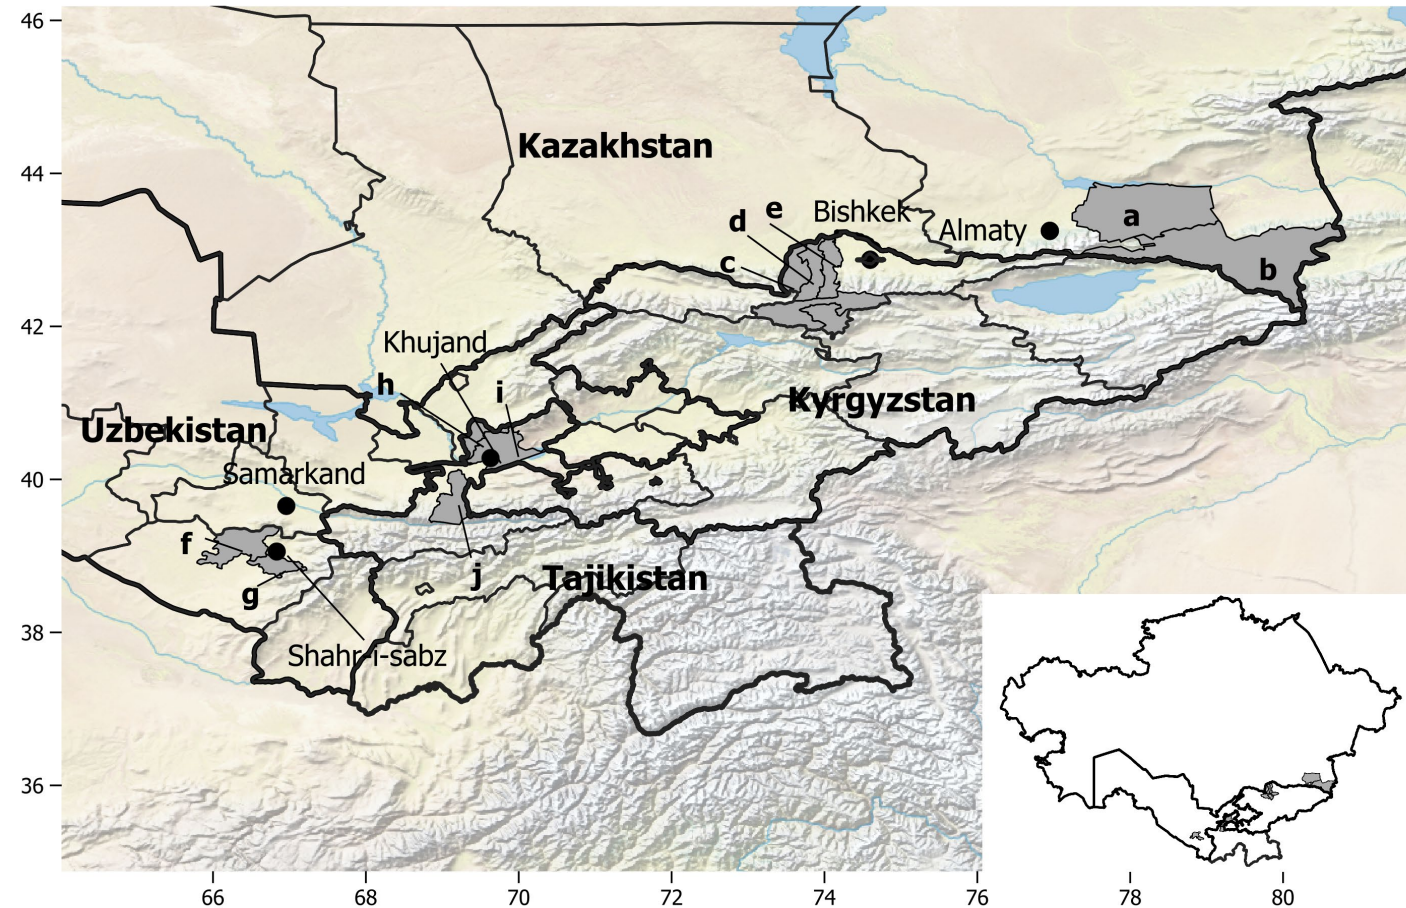 46
Kazakhstan
44
d
e
Bishkek
Almaty
a
c
b
42
Khujand
h
i
Kyrgyzstan
Uzbekistan
Samarkand
40
f
g
j
Tajikistan
38
Shahr-i-sabz
36
66
68
70
72
74
76
78
80